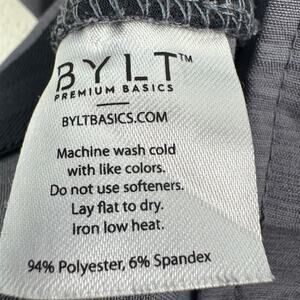 BYLT™
PREMIUM BASICS
BYLTBASICS.COM
Machine wash cold
with like colors.
Do not use softeners.
Lay flat to dry.
Iron low heat.
94% Polyester, 6% Spandex